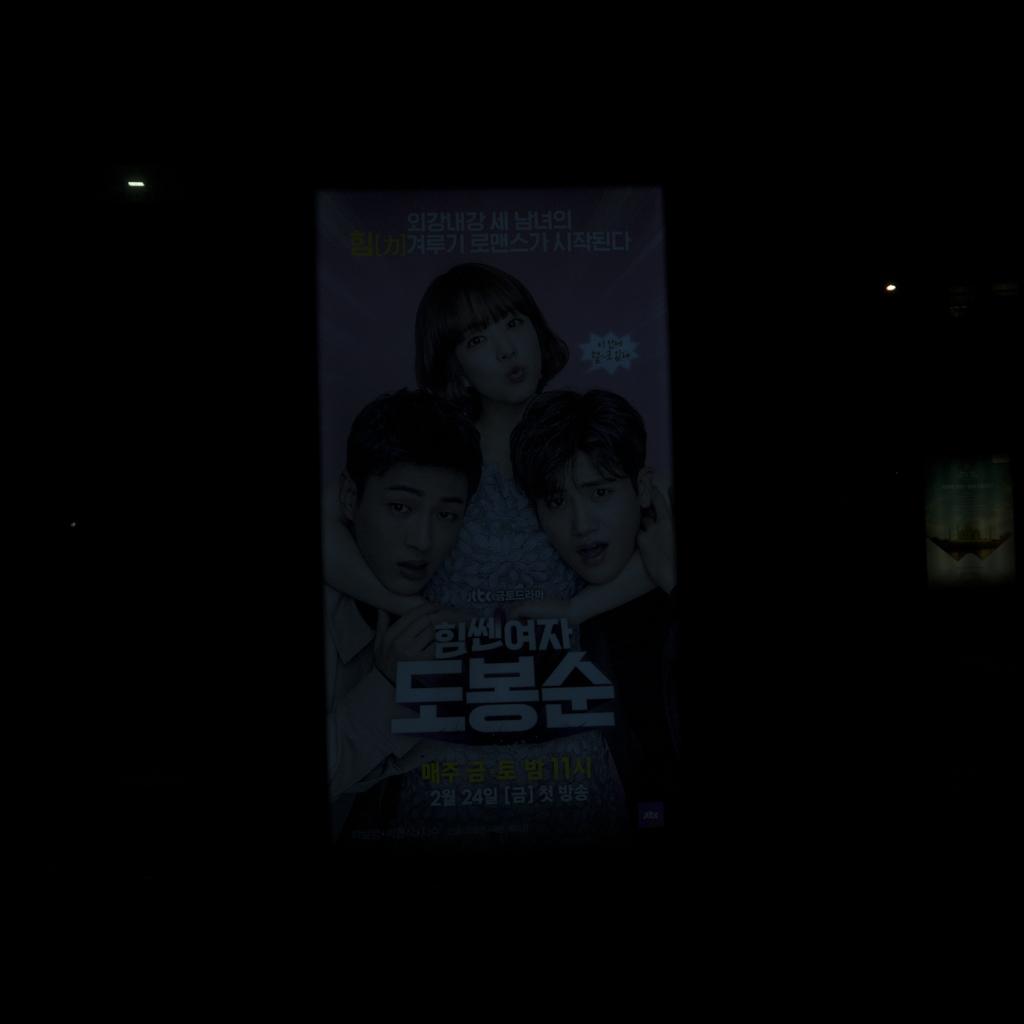 외강내강 세 남녀의
힘(力)겨루기 로맨스가 시작된다
jtbc 금토드라마
힘쎈여자
도봉순
매주 금·토 밤 11시
2월 24일 [금] 첫 방송
jtbc